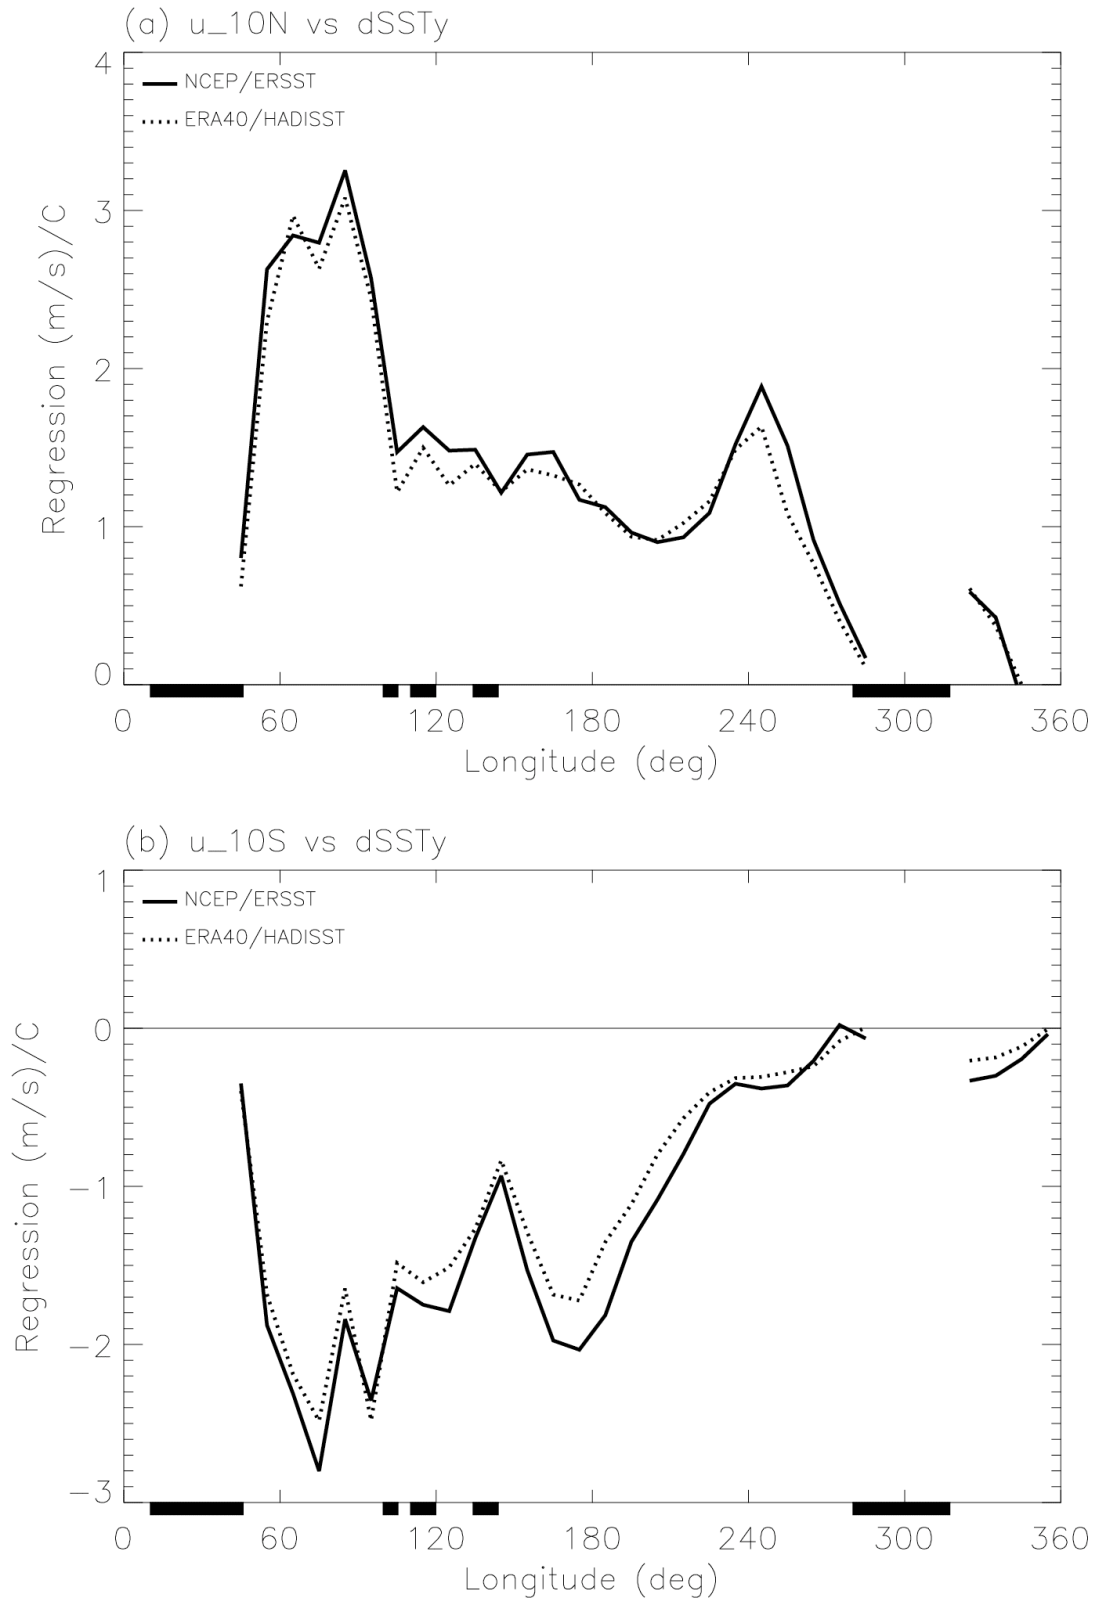 (a) u_10N vs dSSTy
NCEP/ERSST
ERA40/HADISST
4
3
2
1
0
Regression (m/s)/C
0 60 120 180 240 300 360
Longitude (deg)
(b) u_10S vs dSSTy
NCEP/ERSST
ERA40/HADISST
1
0
-1
-2
-3
Regression (m/s)/C
0 60 120 180 240 300 360
Longitude (deg)